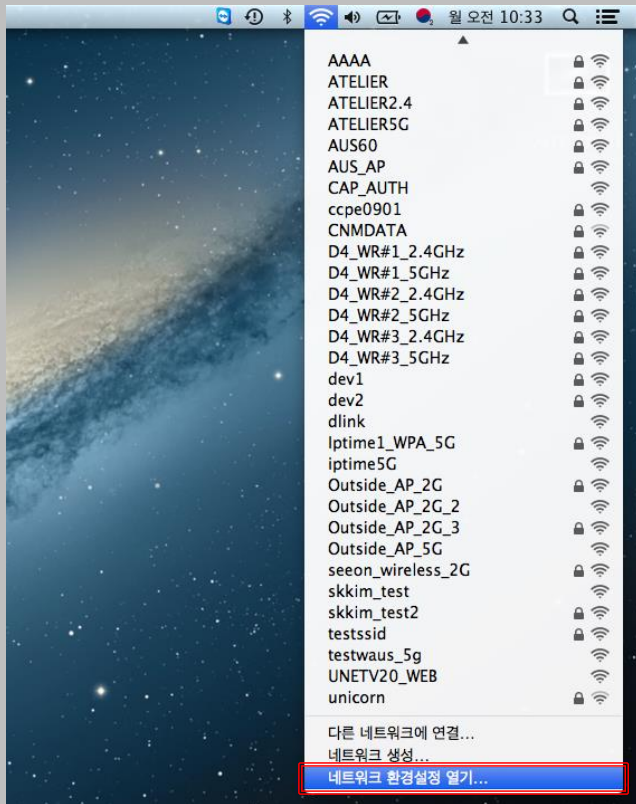 월 오전 10:33
AAAA
ATELIER
ATELIER2.4
ATELIER5G
AUS60
AUS_AP
CAP_AUTH
ccpe0901
CNMDATA
D4_WR#1_2.4GHz
D4_WR#1_5GHz
D4_WR#2_2.4GHz
D4_WR#2_5GHz
D4_WR#3_2.4GHz
D4_WR#3_5GHz
dev1
dev2
dlink
Iptime1_WPA_5G
iptime5G
Outside_AP_2G
Outside_AP_2G_2
Outside_AP_2G_3
Outside_AP_5G
seeon_wireless_2G
skkim_test
skkim_test2
testssid
testwaus_5g
UNETV20_WEB
unicorn
다른 네트워크에 연결...
네트워크 생성...
네트워크 환경설정 열기...